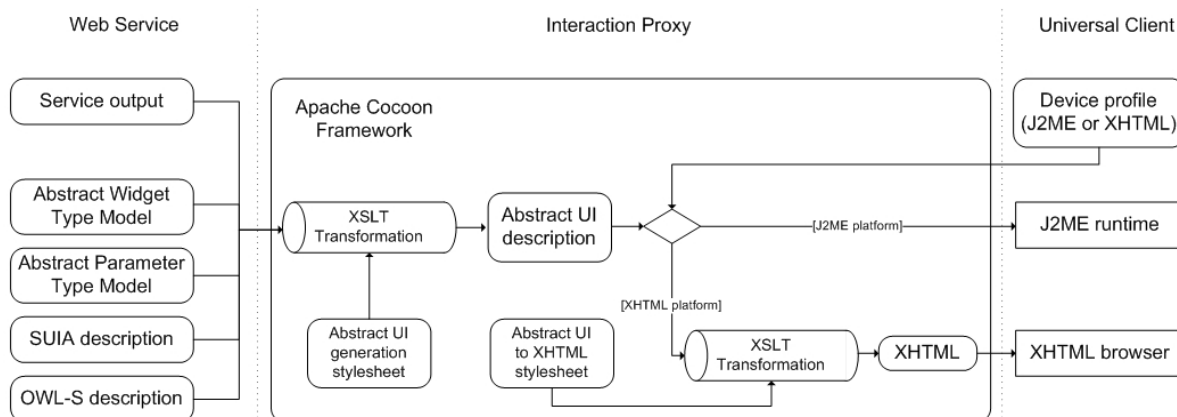 Web Service
Interaction Proxy
Universal Client
Service output
Abstract Widget
Type Model
Abstract Parameter
Type Model
SUIA description
OWL-S description
Apache Cocoon
Framework
XSLT
Transformation
Abstract UI
generation
stylesheet
Abstract UI
description
[J2ME platform]
[XHTML platform]
Abstract UI
to XHTML
stylesheet
XSLT
Transformation
XHTML
Device profile
(J2ME or XHTML)
J2ME runtime
XHTML browser